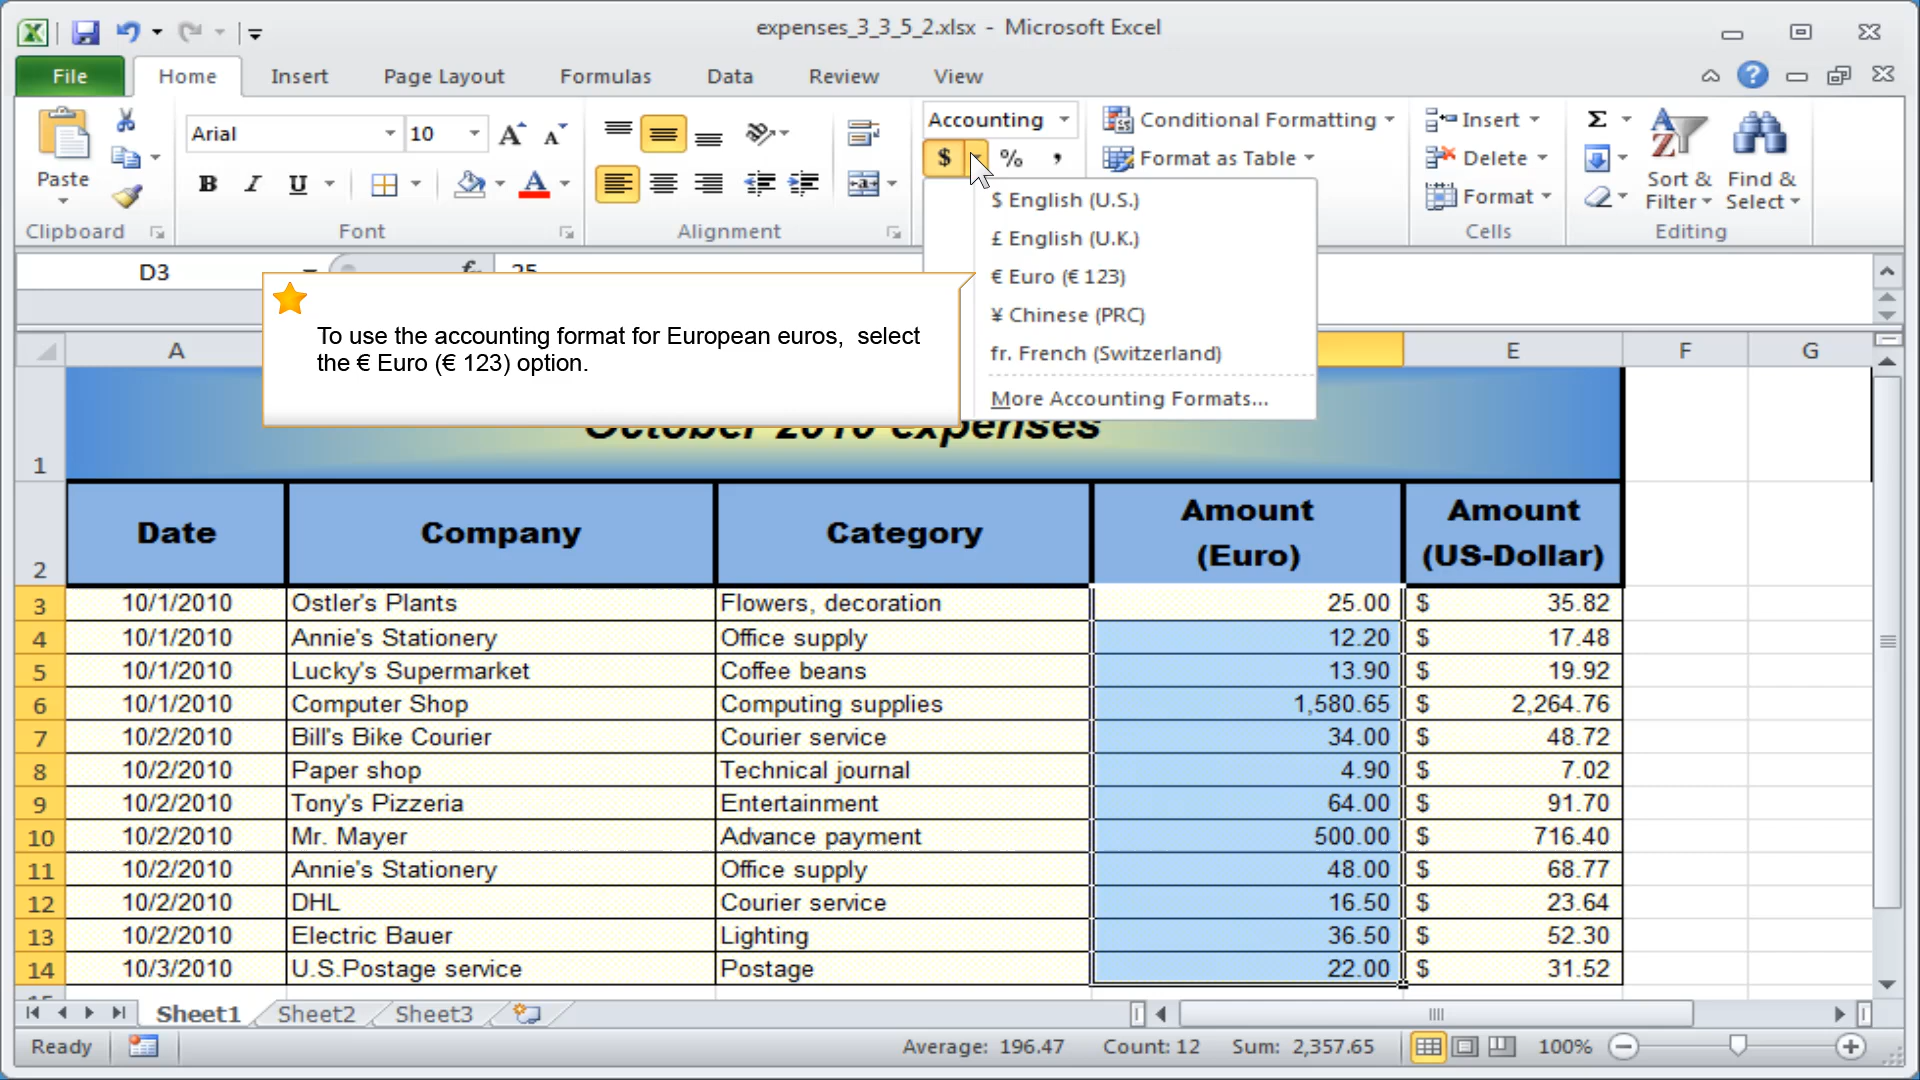 expenses_3_3_5_2.xlsx - Microsoft Excel
File Home Insert Page Layout Formulas Data Review View
Arial 10 Accounting Conditional Formatting Insert Σ
Paste B I U $ % , Format as Table Delete Sort & Filter Find & Select
Format
Clipboard Font Alignment Cells Editing
$ English (U.S.)
£ English (U.K.)
€ Euro (€ 123)
¥ Chinese (PRC)
fr. French (Switzerland)
More Accounting Formats...
D3 25
To use the accounting format for European euros, select
the € Euro (€ 123) option.
A E F G
1 October 2010 expenses
2 Date Company Category Amount (Euro) Amount (US-Dollar)
3 10/1/2010 Ostler's Plants Flowers, decoration 25.00 $ 35.82
4 10/1/2010 Annie's Stationery Office supply 12.20 $ 17.48
5 10/1/2010 Lucky's Supermarket Coffee beans 13.90 $ 19.92
6 10/1/2010 Computer Shop Computing supplies 1,580.65 $ 2,264.76
7 10/2/2010 Bill's Bike Courier Courier service 34.00 $ 48.72
8 10/2/2010 Paper shop Technical journal 4.90 $ 7.02
9 10/2/2010 Tony's Pizzeria Entertainment 64.00 $ 91.70
10 10/2/2010 Mr. Mayer Advance payment 500.00 $ 716.40
11 10/2/2010 Annie's Stationery Office supply 48.00 $ 68.77
12 10/2/2010 DHL Courier service 16.50 $ 23.64
13 10/2/2010 Electric Bauer Lighting 36.50 $ 52.30
14 10/3/2010 U.S.Postage service Postage 22.00 $ 31.52
Sheet1 Sheet2 Sheet3
Ready Average: 196.47 Count: 12 Sum: 2,357.65 100%